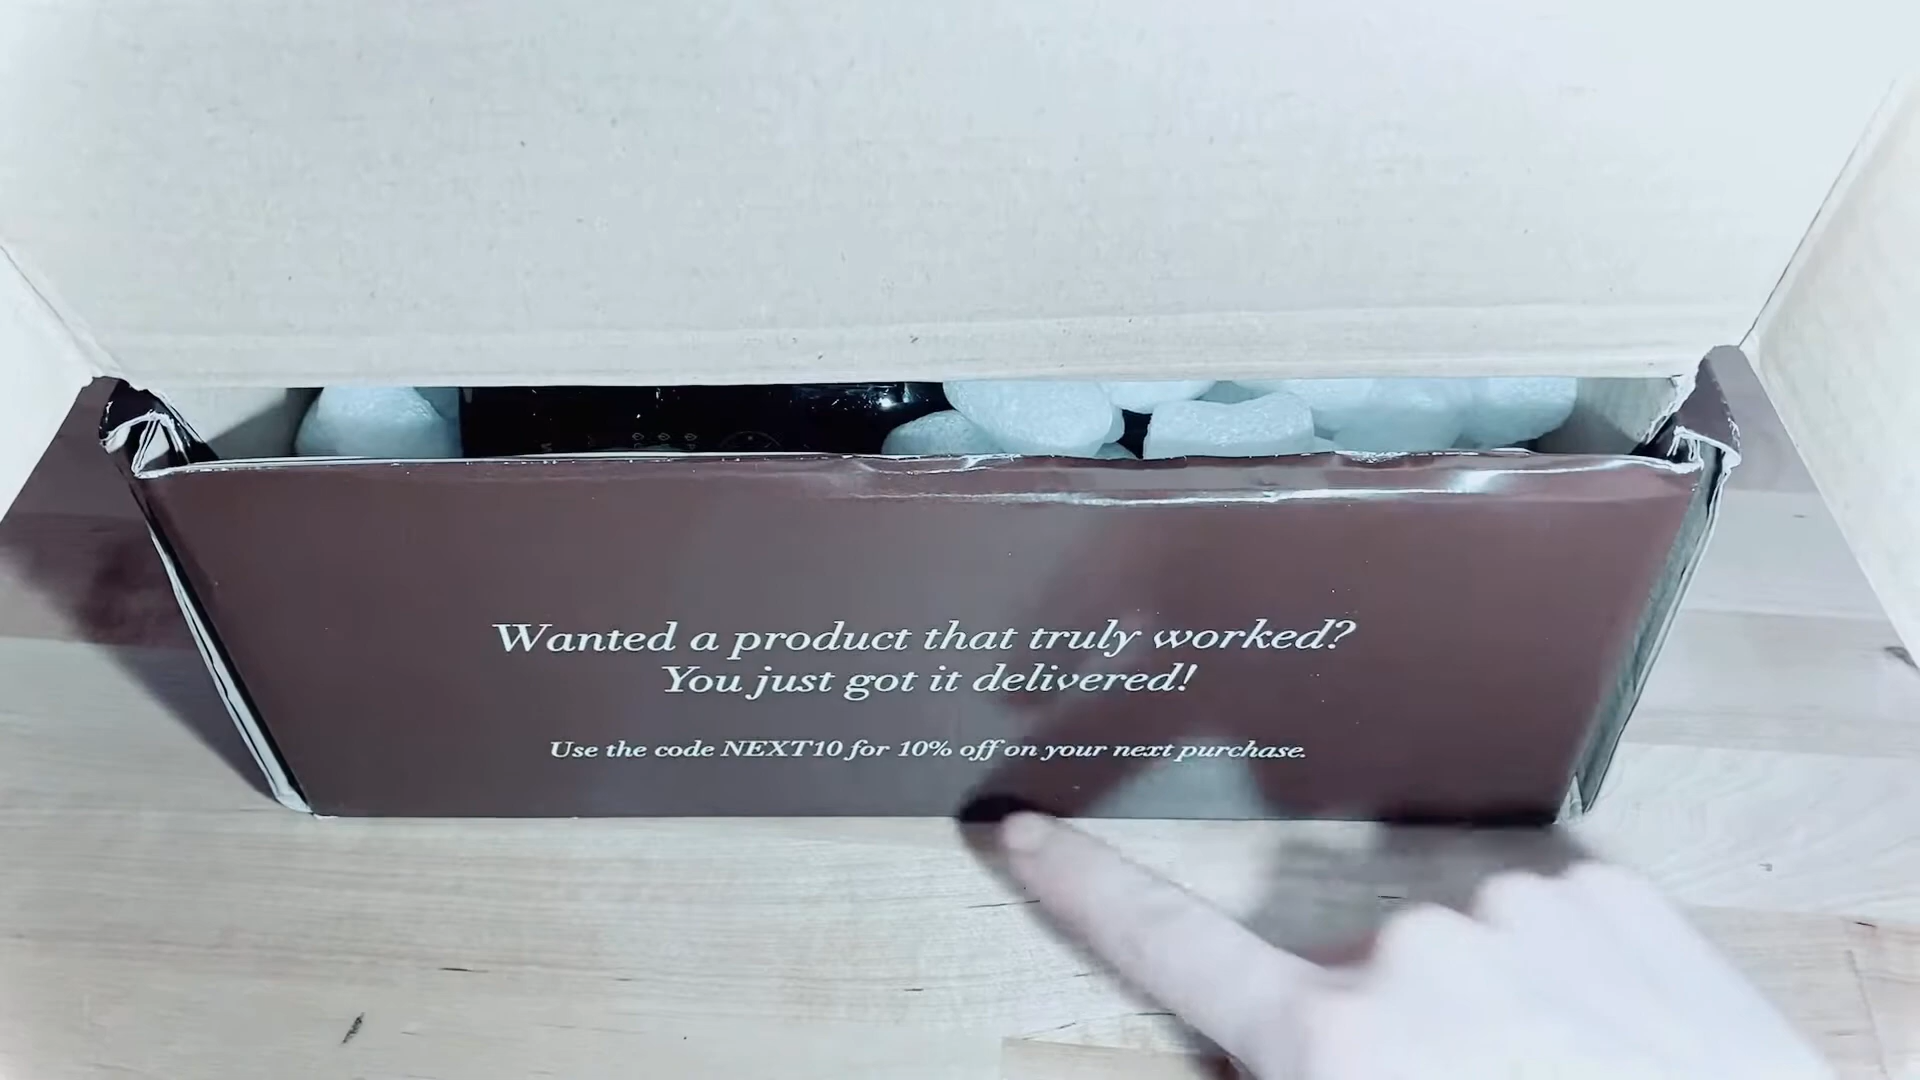 Wanted a product that truly worked?
You just got it delivered!
Use the code NEXT10 for 10% off on your next purchase.